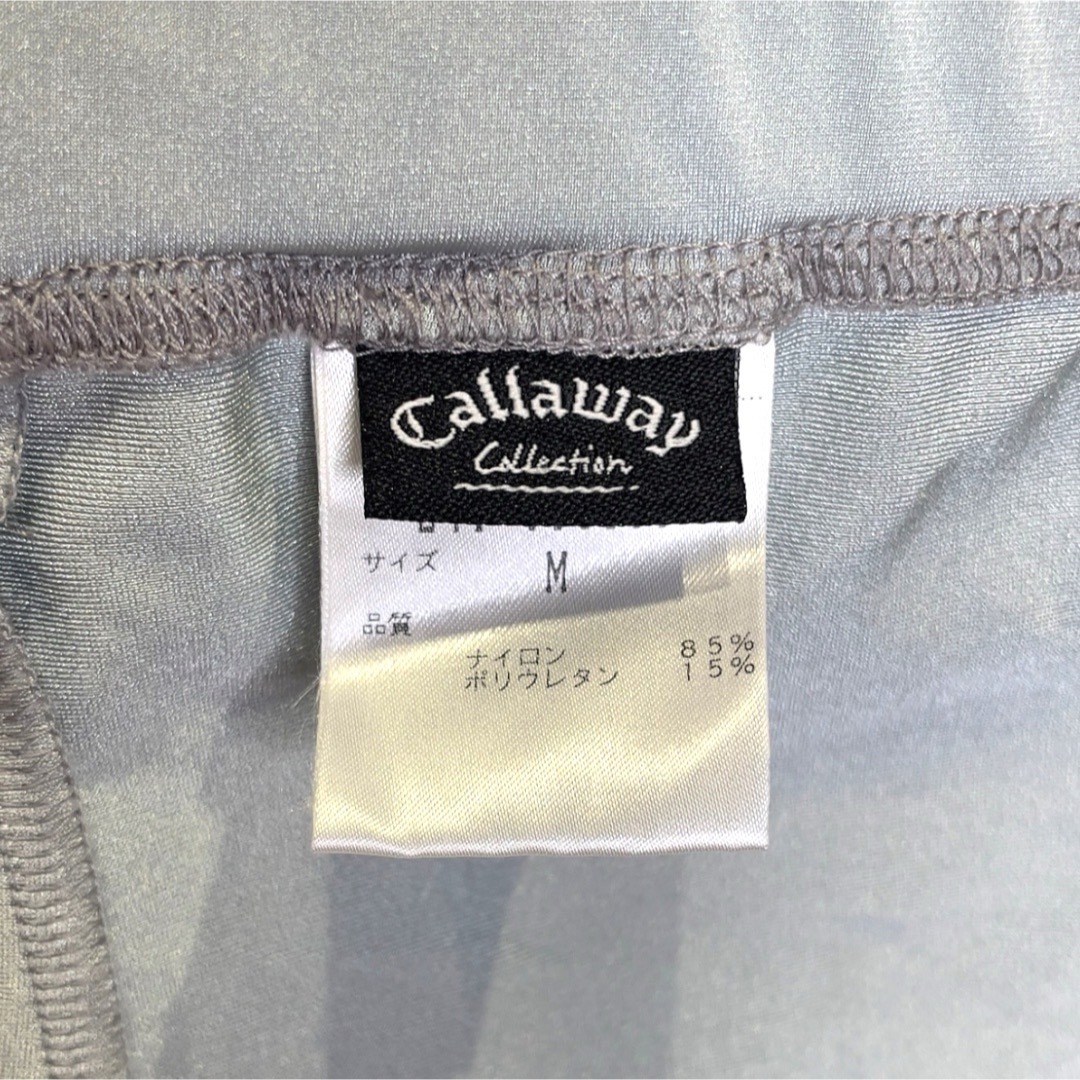 Callaway
Collection
サイズ M
品質
ナイロン 85%
ポリウレタン 15%